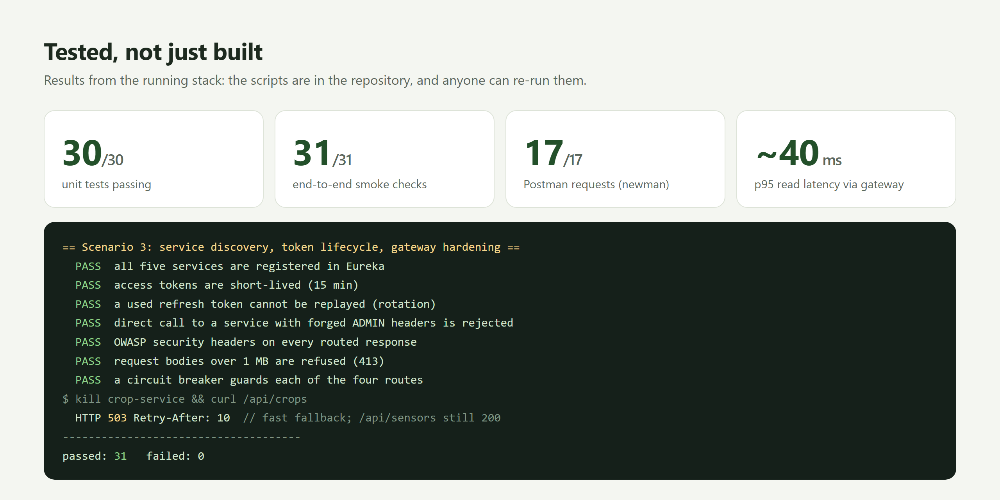 Tested, not just built
Results from the running stack: the scripts are in the repository, and anyone can re-run them.
30/30
unit tests passing
31/31
end-to-end smoke checks
17/17
Postman requests (newman)
~40 ms
p95 read latency via gateway
== Scenario 3: service discovery, token lifecycle, gateway hardening ==
PASS  all five services are registered in Eureka
PASS  access tokens are short-lived (15 min)
PASS  a used refresh token cannot be replayed (rotation)
PASS  direct call to a service with forged ADMIN headers is rejected
PASS  OWASP security headers on every routed response
PASS  request bodies over 1 MB are refused (413)
PASS  a circuit breaker guards each of the four routes
$ kill crop-service && curl /api/crops
HTTP 503 Retry-After: 10  // fast fallback; /api/sensors still 200
-------------------------------------
passed: 31   failed: 0